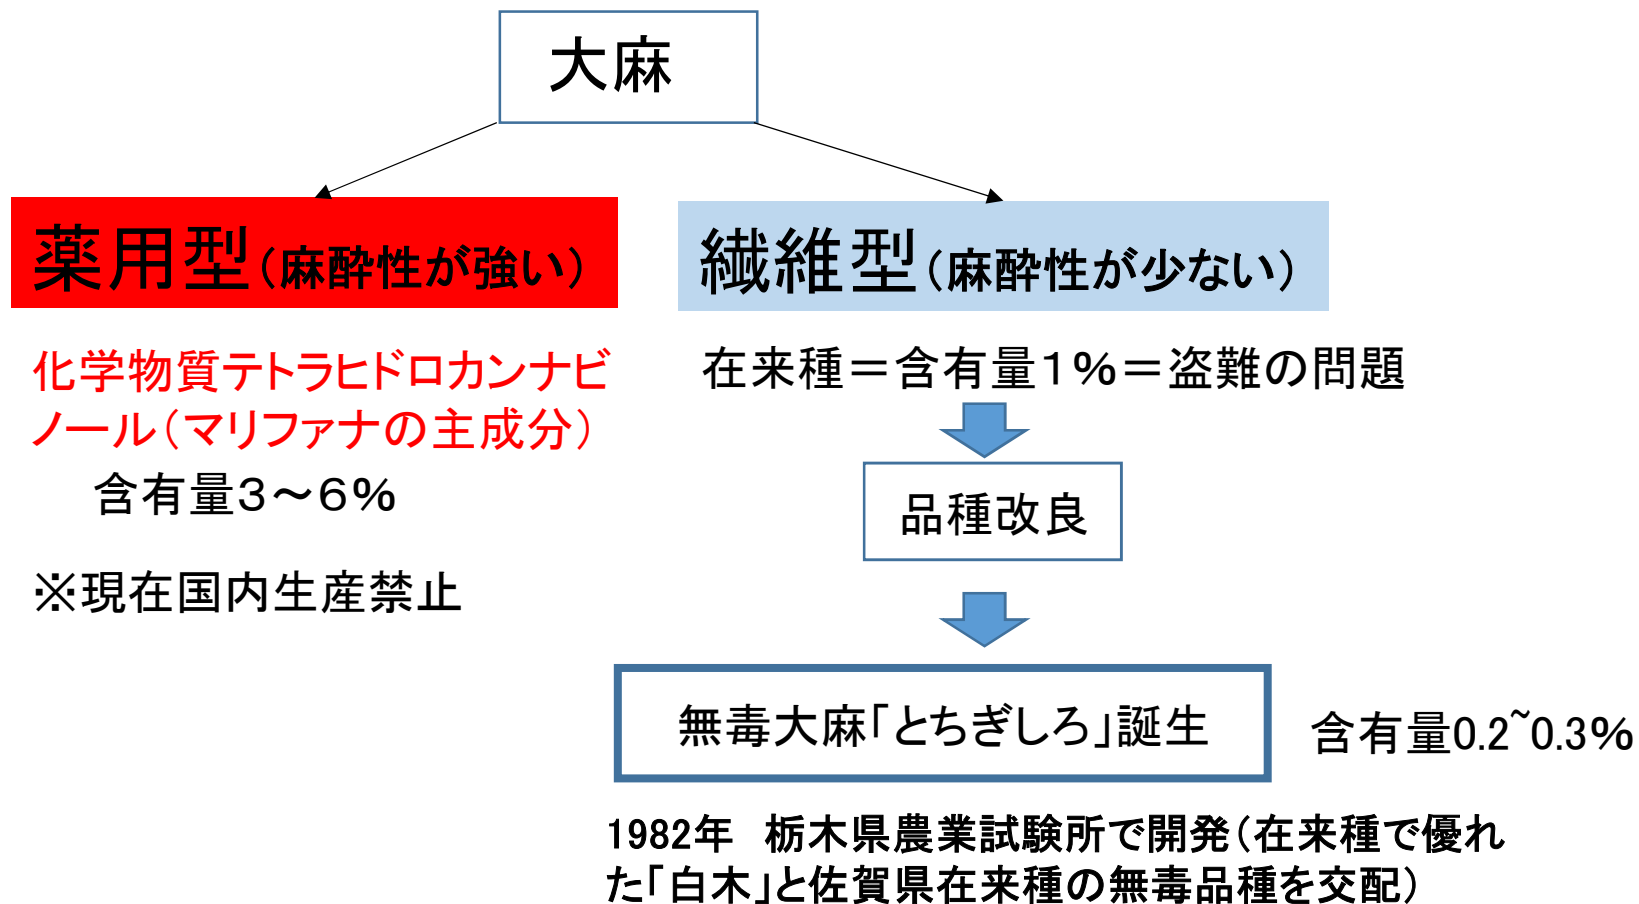 大麻
薬用型（麻酔性が強い）
化学物質テトラヒドロカンナビ
ノール（マリファナの主成分）
含有量３～６％
※現在国内生産禁止
繊維型（麻酔性が少ない）
在来種＝含有量１％＝盗難の問題
品種改良
無毒大麻「とちぎしろ」誕生
含有量0.2~0.3%
1982年　栃木県農業試験所で開発（在来種で優れ
た「白木」と佐賀県在来種の無毒品種を交配）